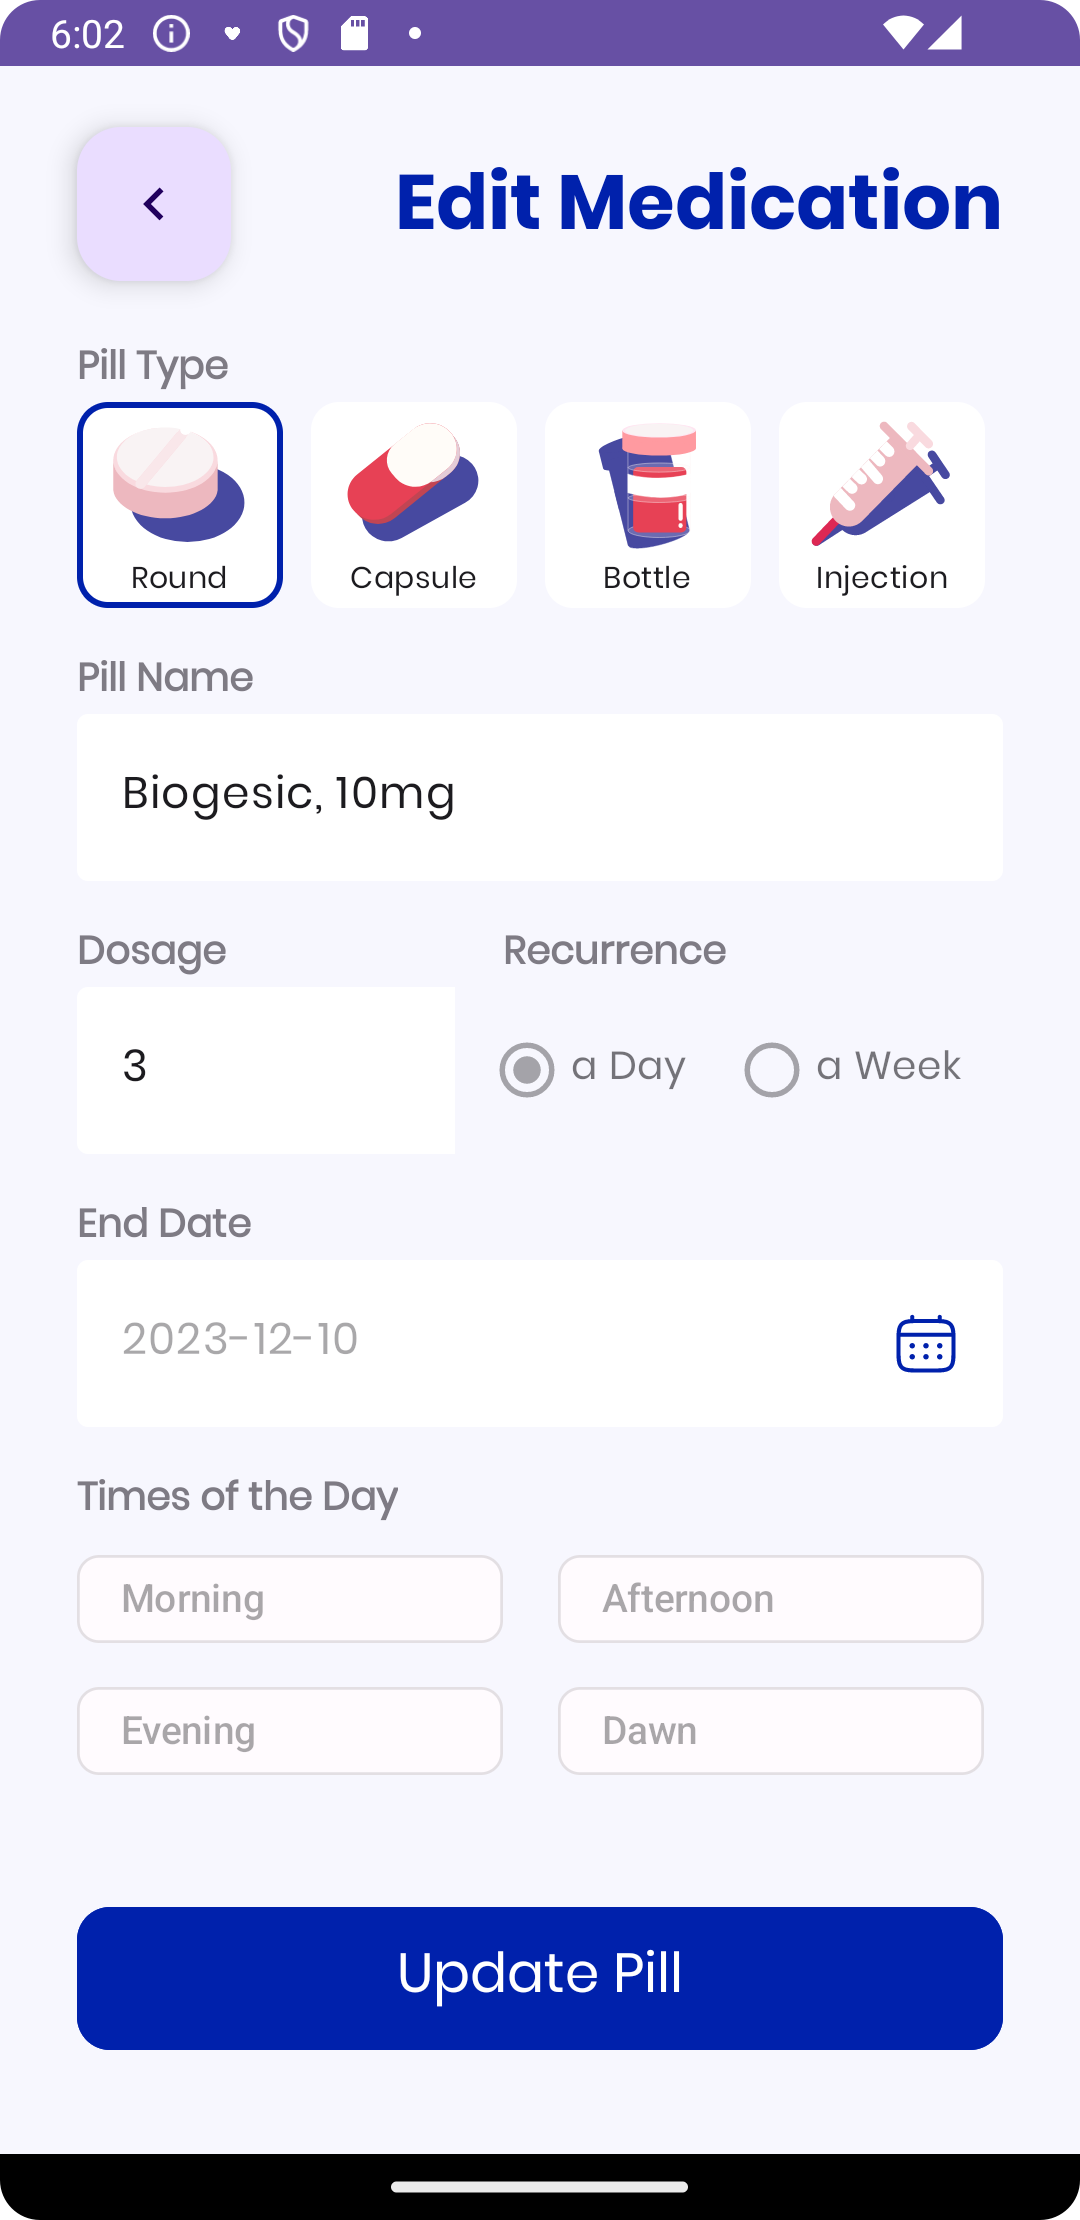 6:02
Edit Medication
Pill Type
Round Capsule Bottle Injection
Pill Name
Biogesic, 10mg
Dosage Recurrence
3 a Day a Week
End Date
2023-12-10
Times of the Day
Morning Afternoon
Evening Dawn
Update Pill